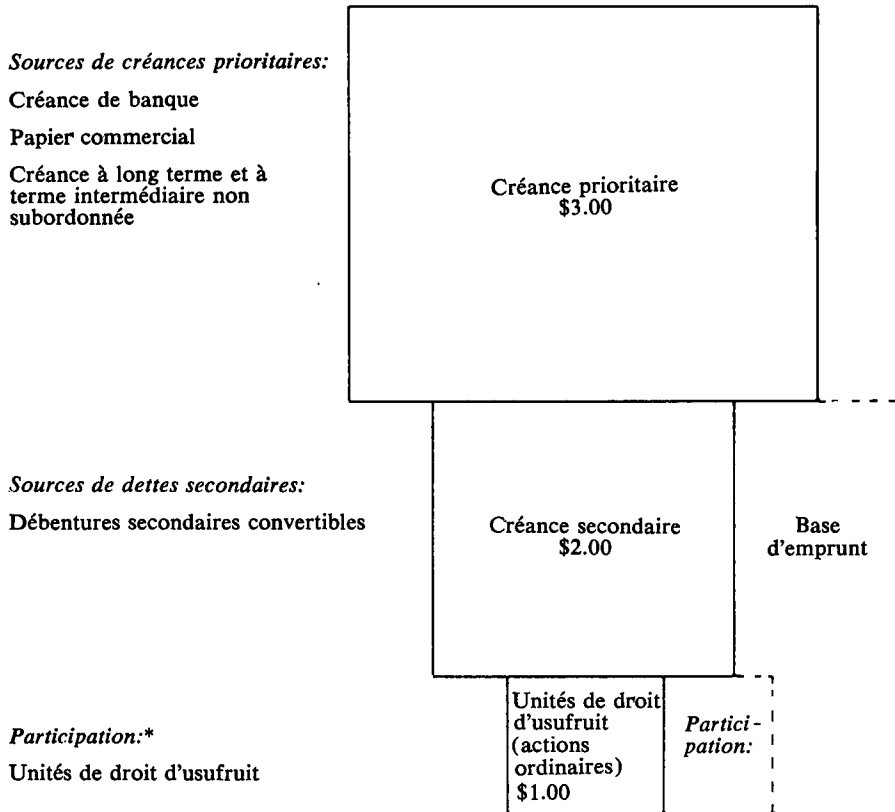 Sources de créances prioritaires:
Créance de banque
Papier commercial
Créance à long terme et à
terme intermédiaire non
subordonnée
Créance prioritaire
$3.00
Sources de dettes secondaires:
Débentures secondaires convertibles
Créance secondaire
$2.00
Base
d'emprunt
Participation:*
Unités de droit d'usufruit
Unités de droit
d'usufruit
(actions
ordinaires)
$1.00
Partici-
pation: